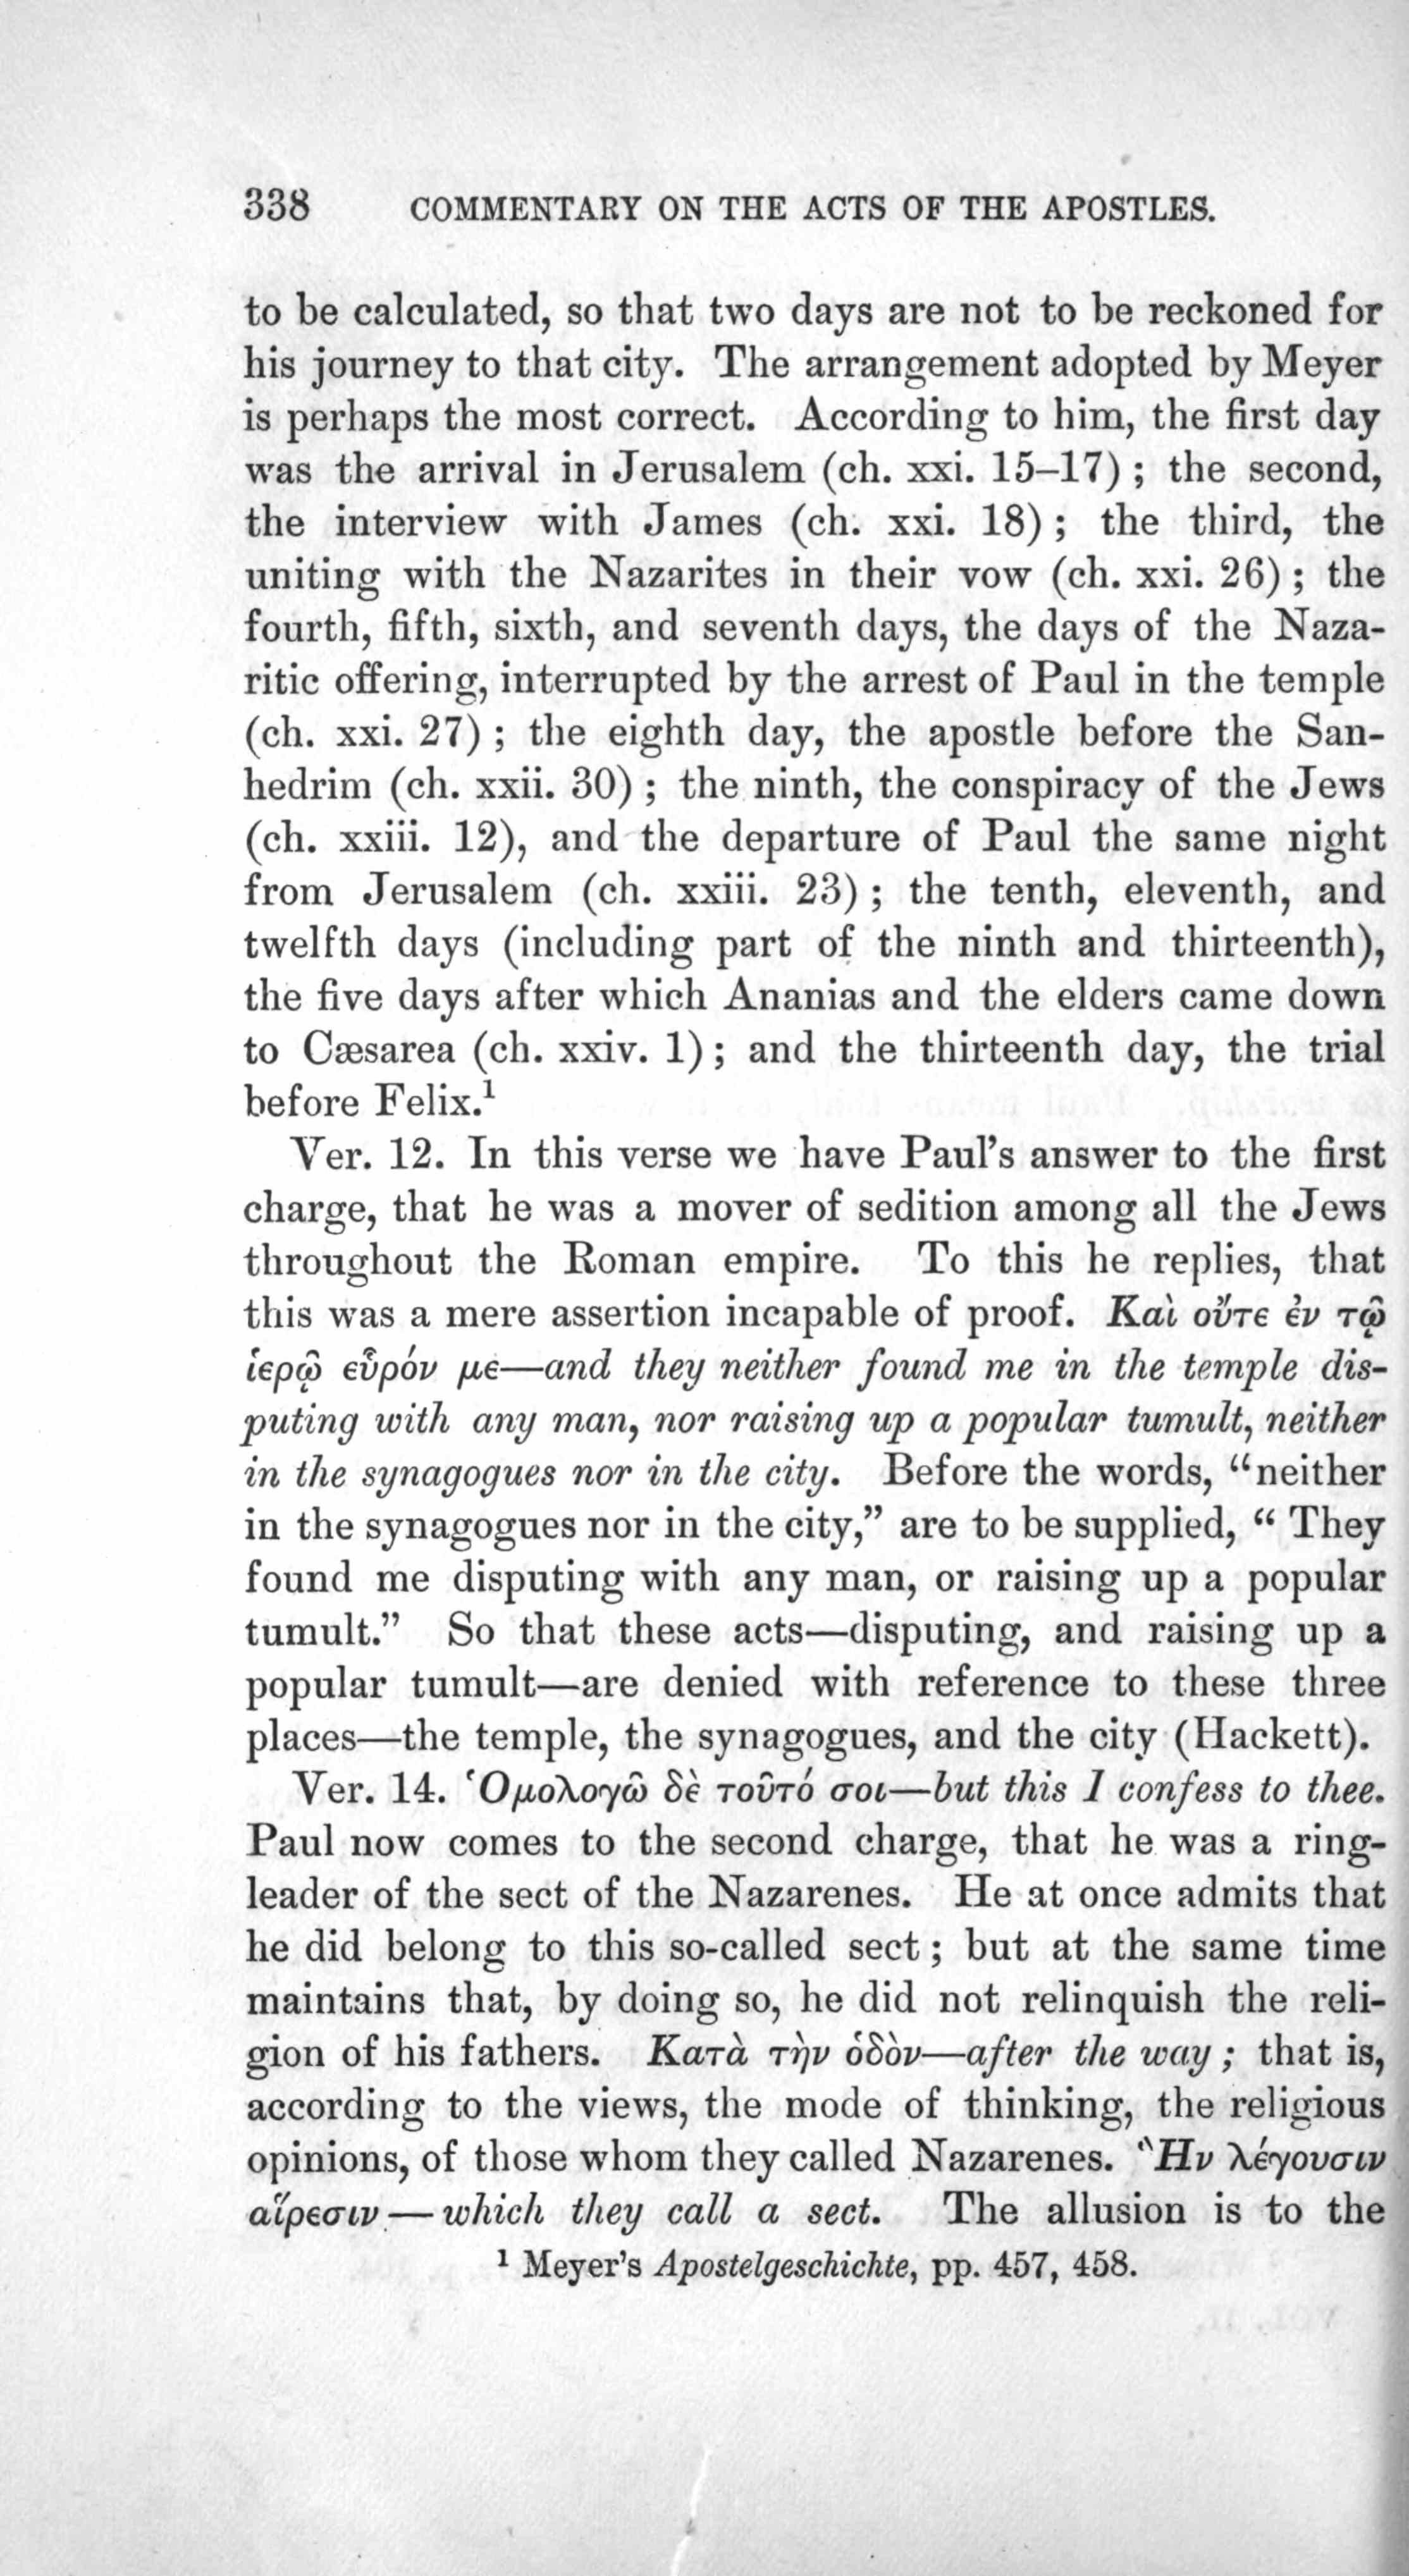 338 COMMENTARY ON THE ACTS OF THE APOSTLES.
to be calculated, so that two days are not to be reckoned for
his journey to that city. The arrangement adopted by Meyer
is perhaps the most correct. According to him, the first day
was the arrival in Jerusalem (ch. xxi. 15–17) ; the second,
the interview with James (ch. xxi. 18) ; the third, the
uniting with the Nazarites in their vow (ch. xxi. 26) ; the
fourth, fifth, sixth, and seventh days, the days of the Naza-
ritic offering, interrupted by the arrest of Paul in the temple
(ch. xxi. 27) ; the eighth day, the apostle before the San-
hedrim (ch. xxii. 30) ; the ninth, the conspiracy of the Jews
(ch. xxiii. 12), and the departure of Paul the same night
from Jerusalem (ch. xxiii. 23) ; the tenth, eleventh, and
twelfth days (including part of the ninth and thirteenth),
the five days after which Ananias and the elders came down
to Cæsarea (ch. xxiv. 1) ; and the thirteenth day, the trial
before Felix.¹
Ver. 12. In this verse we have Paul’s answer to the first
charge, that he was a mover of sedition among all the Jews
throughout the Roman empire. To this he replies, that
this was a mere assertion incapable of proof. Καὶ οὔτε ἐν τῷ
ἱερῷ εὗρόν με—and they neither found me in the temple dis-
puting with any man, nor raising up a popular tumult, neither
in the synagogues nor in the city. Before the words, “neither
in the synagogues nor in the city,” are to be supplied, “ They
found me disputing with any man, or raising up a popular
tumult.” So that these acts—disputing, and raising up a
popular tumult—are denied with reference to these three
places—the temple, the synagogues, and the city (Hackett).
Ver. 14. Ὁμολογῶ δὲ τοῦτό σοι—but this I confess to thee.
Paul now comes to the second charge, that he was a ring-
leader of the sect of the Nazarenes. He at once admits that
he did belong to this so-called sect ; but at the same time
maintains that, by doing so, he did not relinquish the reli-
gion of his fathers. Κατὰ τὴν ὁδὸν—after the way ; that is,
according to the views, the mode of thinking, the religious
opinions, of those whom they called Nazarenes. Ἣν λέγουσιν
αἵρεσιν—which they call a sect. The allusion is to the
¹ Meyer’s Apostelgeschichte, pp. 457, 458.